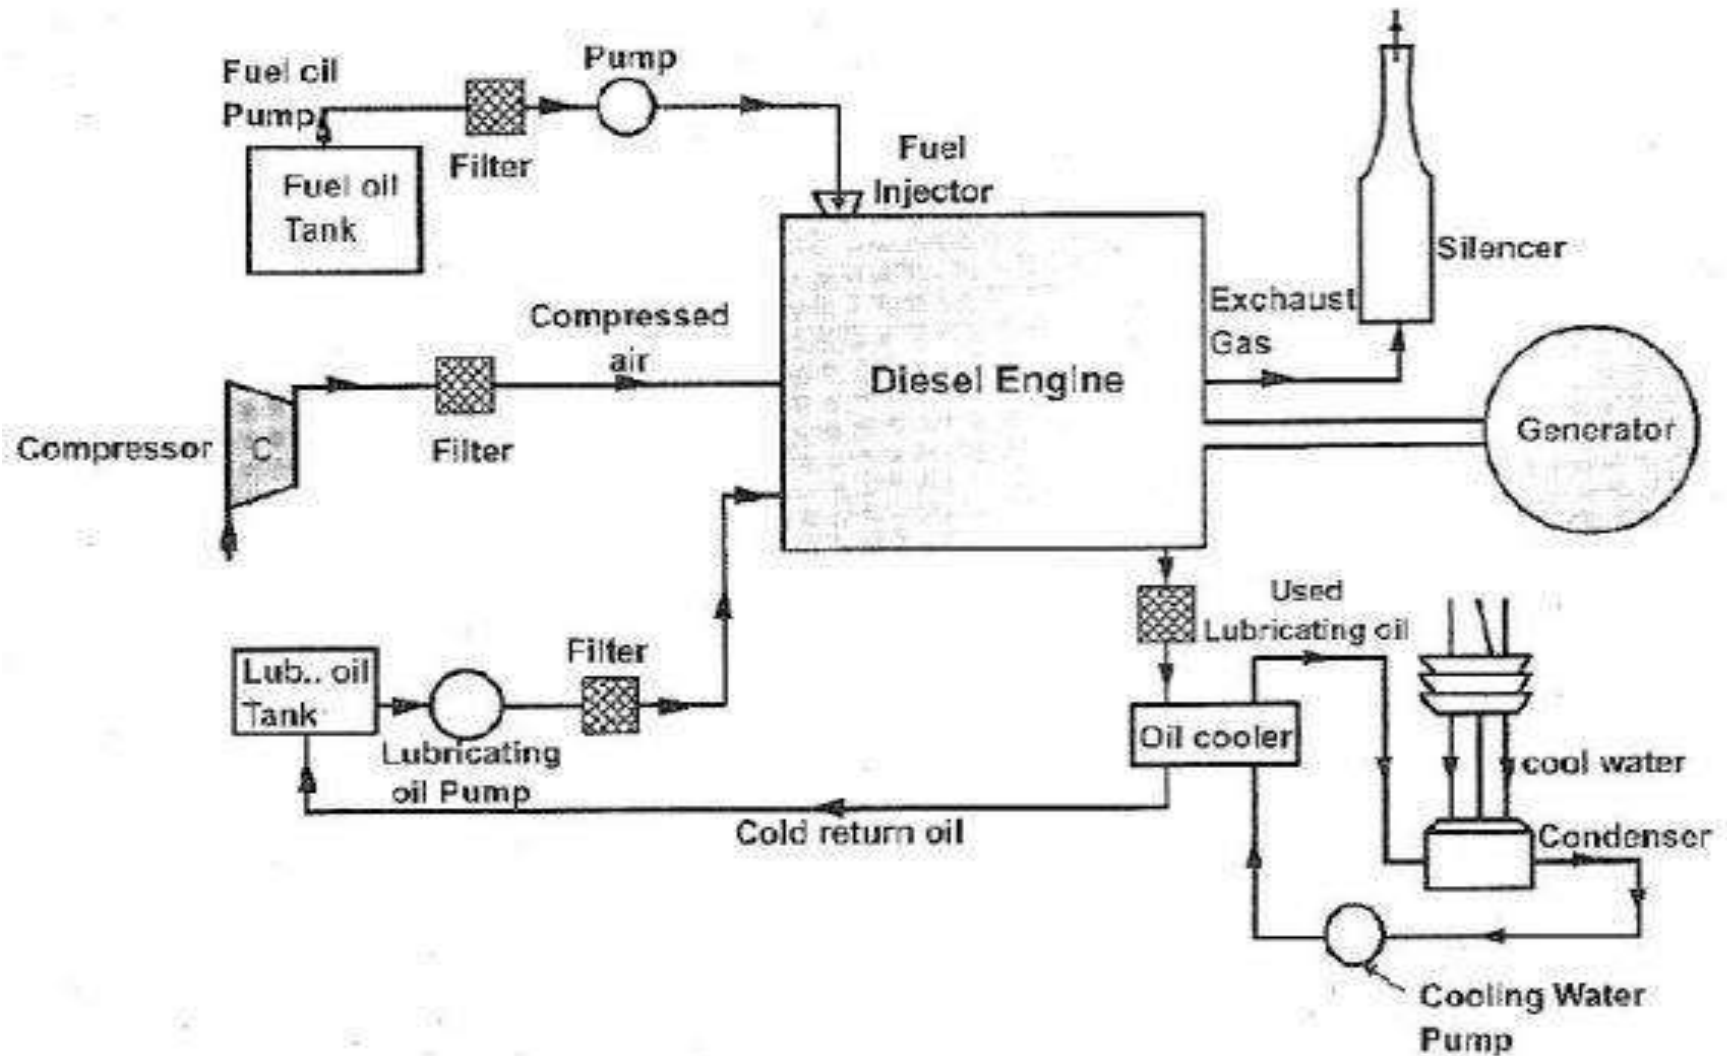 Fuel oil
Pump
Filter
Pump
Fuel oil
Tank
Fuel
Injector
Silencer
Exchaust
Gas
Compressed
air
Diesel Engine
Generator
Compressor
C
Filter
Used
Lubricating oil
Filter
Lub.. oil
Tank
Lubricating
oil Pump
Oil cooler
cool water
Cold return oil
Condenser
Cooling Water
Pump